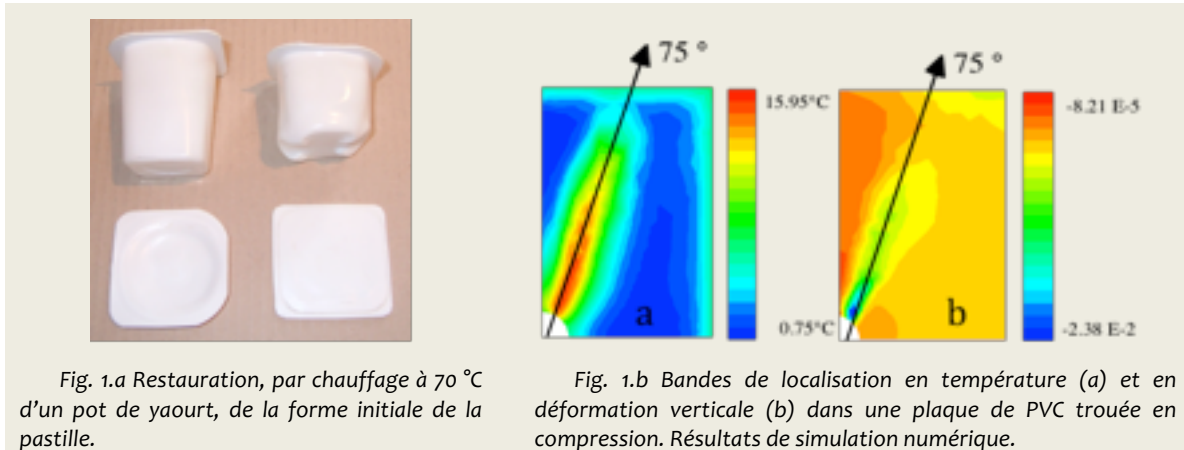 75 °
75 °
15.95°C
-8.21 E-5
a
b
0.75°C
-2.38 E-2
Fig. 1.a Restauration, par chauffage à 70 °C
d’un pot de yaourt, de la forme initiale de la
pastille.
Fig. 1.b Bandes de localisation en température (a) et en
déformation verticale (b) dans une plaque de PVC trouée en
compression. Résultats de simulation numérique.